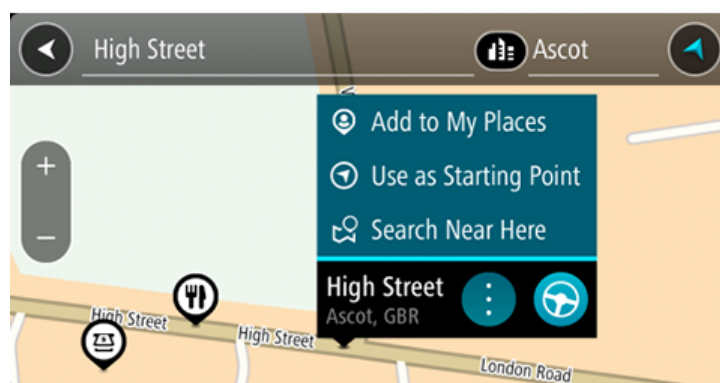 High Street
Ascot
Add to My Places
Use as Starting Point
Search Near Here
High Street
Ascot, GBR
High Street
High Street
London Road